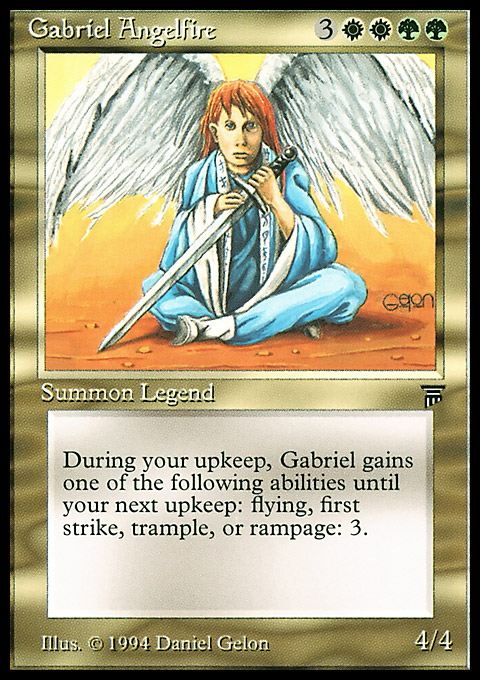 Gabriel Angelfire 3
Gelon
Summon Legend
During your upkeep, Gabriel gains
one of the following abilities until
your next upkeep: flying, first
strike, trample, or rampage: 3.
Illus. © 1994 Daniel Gelon 4/4